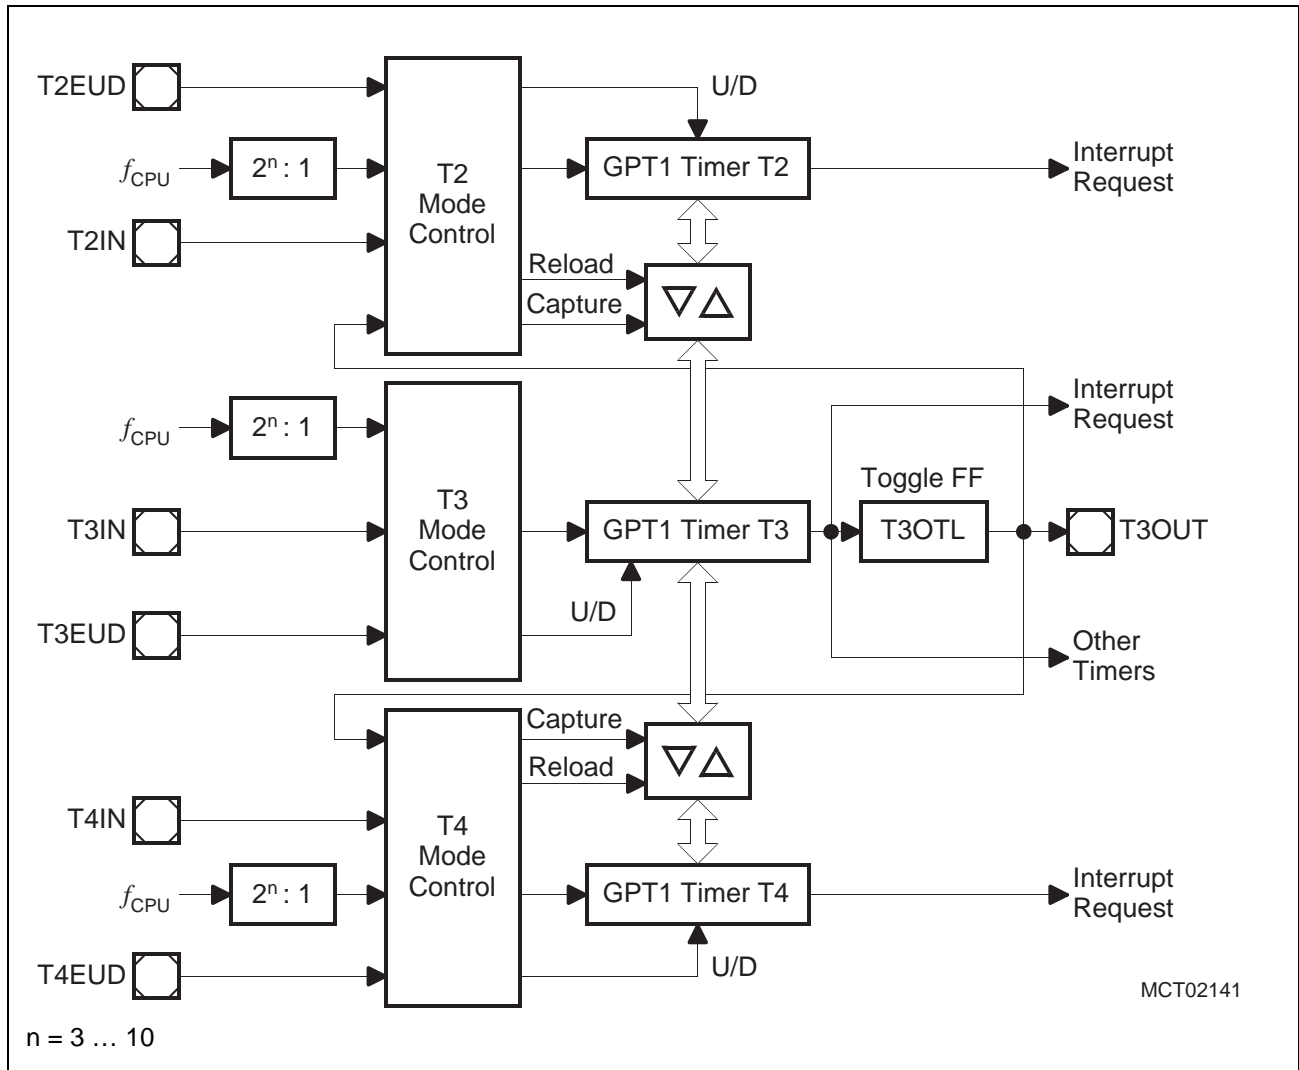 T2EUD
U/D
fCPU
2ⁿ : 1
T2
Mode
Control
GPT1 Timer T2
Interrupt
Request
T2IN
Reload
Capture
fCPU
2ⁿ : 1
Interrupt
Request
T3
Mode
Control
Toggle FF
T3IN
GPT1 Timer T3
T3OTL
T3OUT
U/D
T3EUD
Other
Timers
Capture
Reload
T4IN
T4
Mode
Control
fCPU
2ⁿ : 1
GPT1 Timer T4
Interrupt
Request
T4EUD
U/D
MCT02141
n = 3 … 10